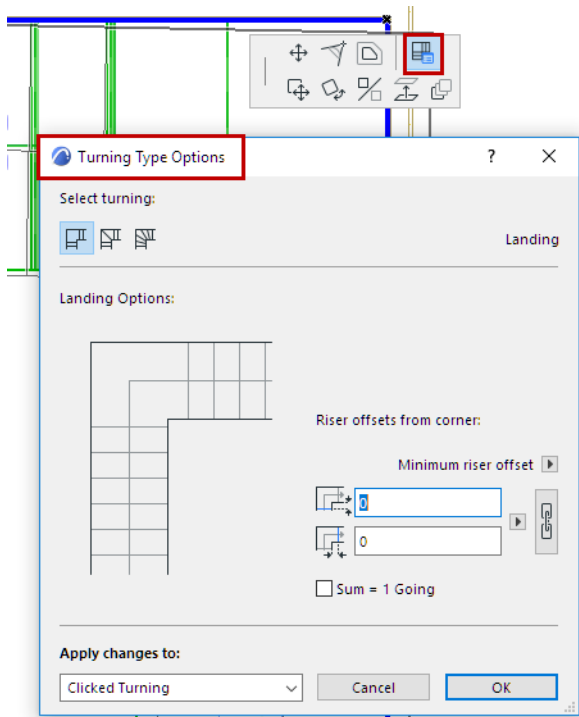 Turning Type Options
?
Select turning:
Landing
Landing Options:
Riser offsets from corner:
Minimum riser offset
0
0
Sum = 1 Going
Apply changes to:
Clicked Turning
Cancel
OK